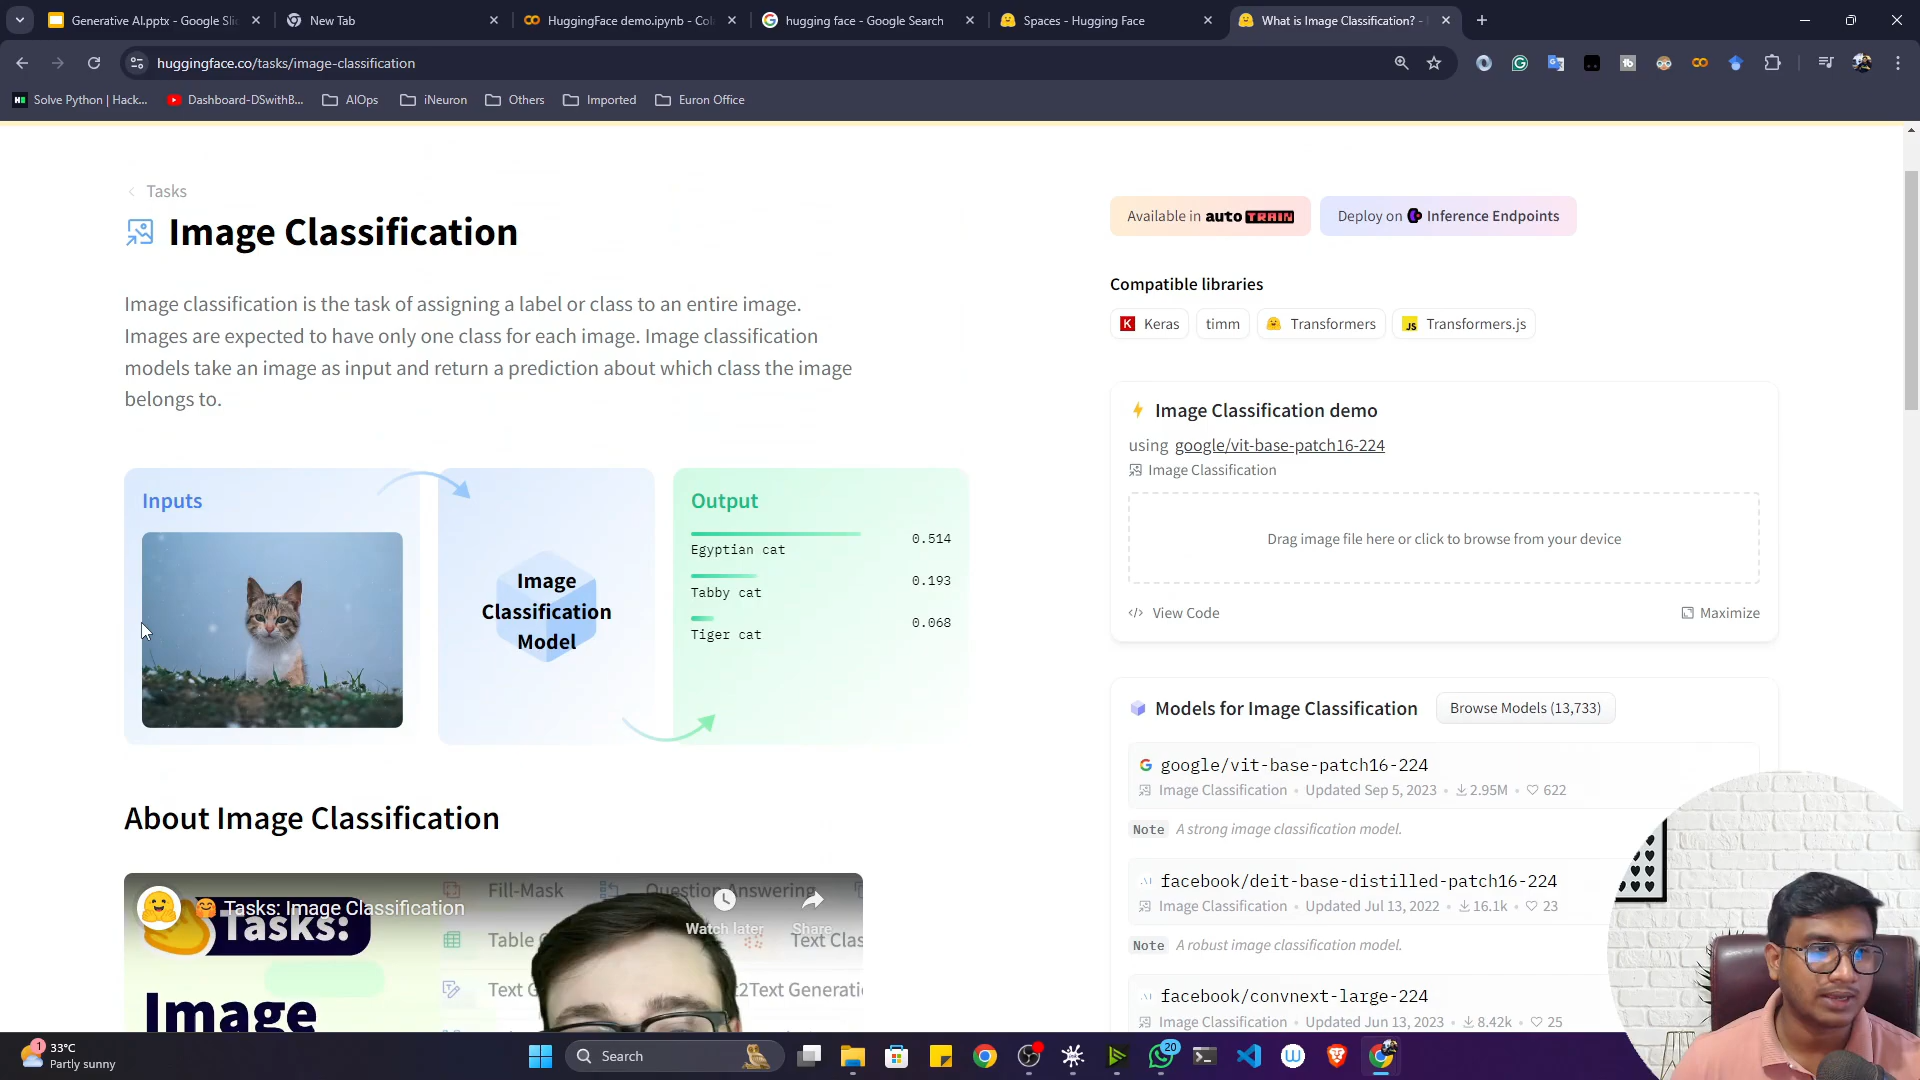 Generative AI.pptx - Google Slic
New Tab
HuggingFace demo.ipynb - Col
hugging face - Google Search
Spaces - Hugging Face
What is Image Classification? -
huggingface.co/tasks/image-classification
Solve Python | Hack...
Dashboard-DSwithB...
AIOps
iNeuron
Others
Imported
Euron Office
Tasks
Image Classification
Image classification is the task of assigning a label or class to an entire image.
Images are expected to have only one class for each image. Image classification
models take an image as input and return a prediction about which class the image
belongs to.
Inputs
Image
Classification
Model
Output
Egyptian cat 0.514
Tabby cat 0.193
Tiger cat 0.068
About Image Classification
Tasks: Image Classification
Tasks:
Image
Fill-Mask
Question Answering
Watch later
Share
Table
Text Clas
Text G
2Text Generati
Available in auto TRAIN
Deploy on Inference Endpoints
Compatible libraries
Keras
timm
Transformers
JS Transformers.js
Image Classification demo
using google/vit-base-patch16-224
Image Classification
Drag image file here or click to browse from your device
View Code
Maximize
Models for Image Classification
Browse Models (13,733)
google/vit-base-patch16-224
Image Classification • Updated Sep 5, 2023 • 2.95M • 622
Note A strong image classification model.
facebook/deit-base-distilled-patch16-224
Image Classification • Updated Jul 13, 2022 • 16.1k • 23
Note A robust image classification model.
facebook/convnext-large-224
Image Classification • Updated Jun 13, 2023 • 8.42k • 25
1
33°C
Partly sunny
Search
20